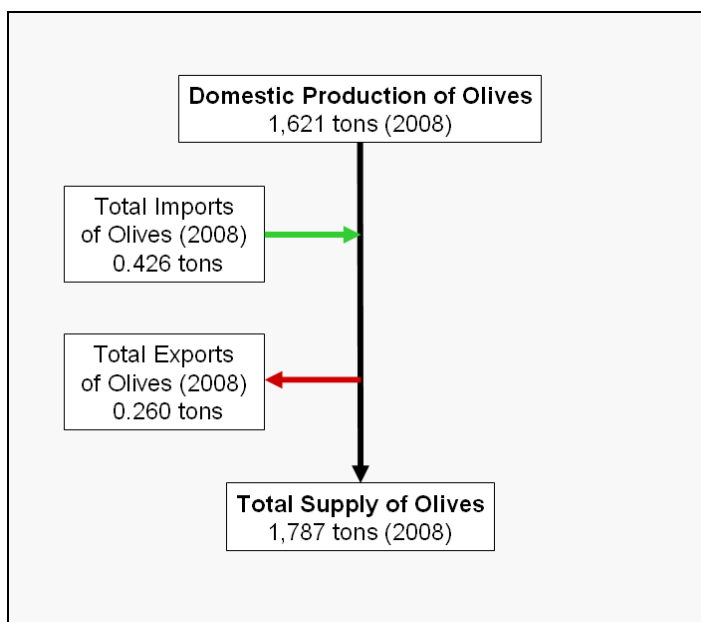 Domestic Production of Olives
1,621 tons (2008)
Total Imports
of Olives (2008)
0.426 tons
Total Exports
of Olives (2008)
0.260 tons
Total Supply of Olives
1,787 tons (2008)